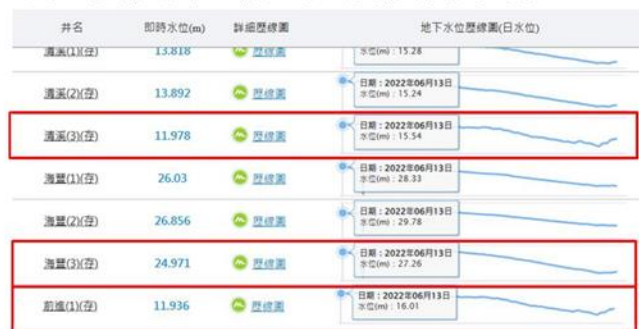 井名 即時水位(m) 詳細歷線圖 地下水位歷線圖(日水位)
清溪(1)(存) 13.818 歷線圖 水位(m) : 15.28
清溪(2)(存) 13.892 歷線圖 日期 : 2022年06月13日
水位(m) : 15.24
清溪(3)(存) 11.978 歷線圖 日期 : 2022年06月13日
水位(m) : 15.54
海豐(1)(存) 26.03 歷線圖 日期 : 2022年06月13日
水位(m) : 28.33
海豐(2)(存) 26.856 歷線圖 日期 : 2022年06月13日
水位(m) : 29.78
海豐(3)(存) 24.971 歷線圖 日期 : 2022年06月13日
水位(m) : 27.26
前進(1)(存) 11.936 歷線圖 日期 : 2022年06月13日
水位(m) : 16.01